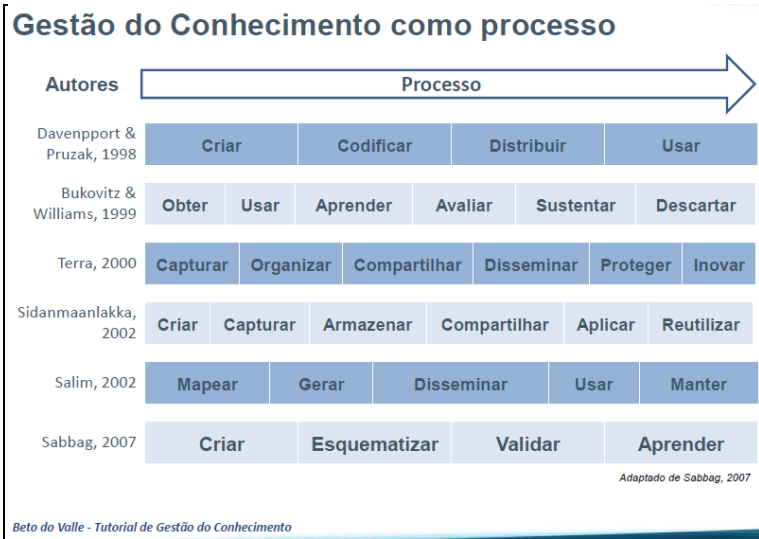 Gestão do Conhecimento como processo
Autores
Processo
Davenpport &
Pruzak, 1998
Criar Codificar Distribuir Usar
Bukovitz &
Williams, 1999
Obter Usar Aprender Avaliar Sustentar Descartar
Terra, 2000
Capturar Organizar Compartilhar Disseminar Proteger Inovar
Sidanmaanlakka,
2002
Criar Capturar Armazenar Compartilhar Aplicar Reutilizar
Salim, 2002
Mapear Gerar Disseminar Usar Manter
Sabbag, 2007
Criar Esquematizar Validar Aprender
Adaptado de Sabbag, 2007
Beto do Valle - Tutorial de Gestão do Conhecimento